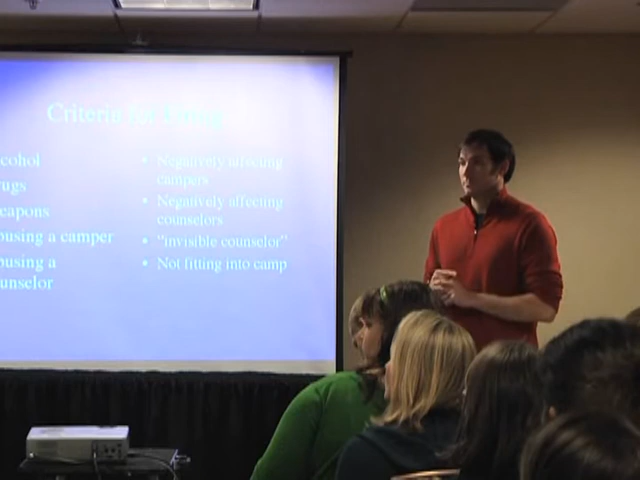 Criteria for Firing
cohol
rugs
eapons
busing a camper
busing a
unselor
• Negatively affecting
campers
• Negatively affecting
counselors
• "invisible counselor"
• Not fitting into camp